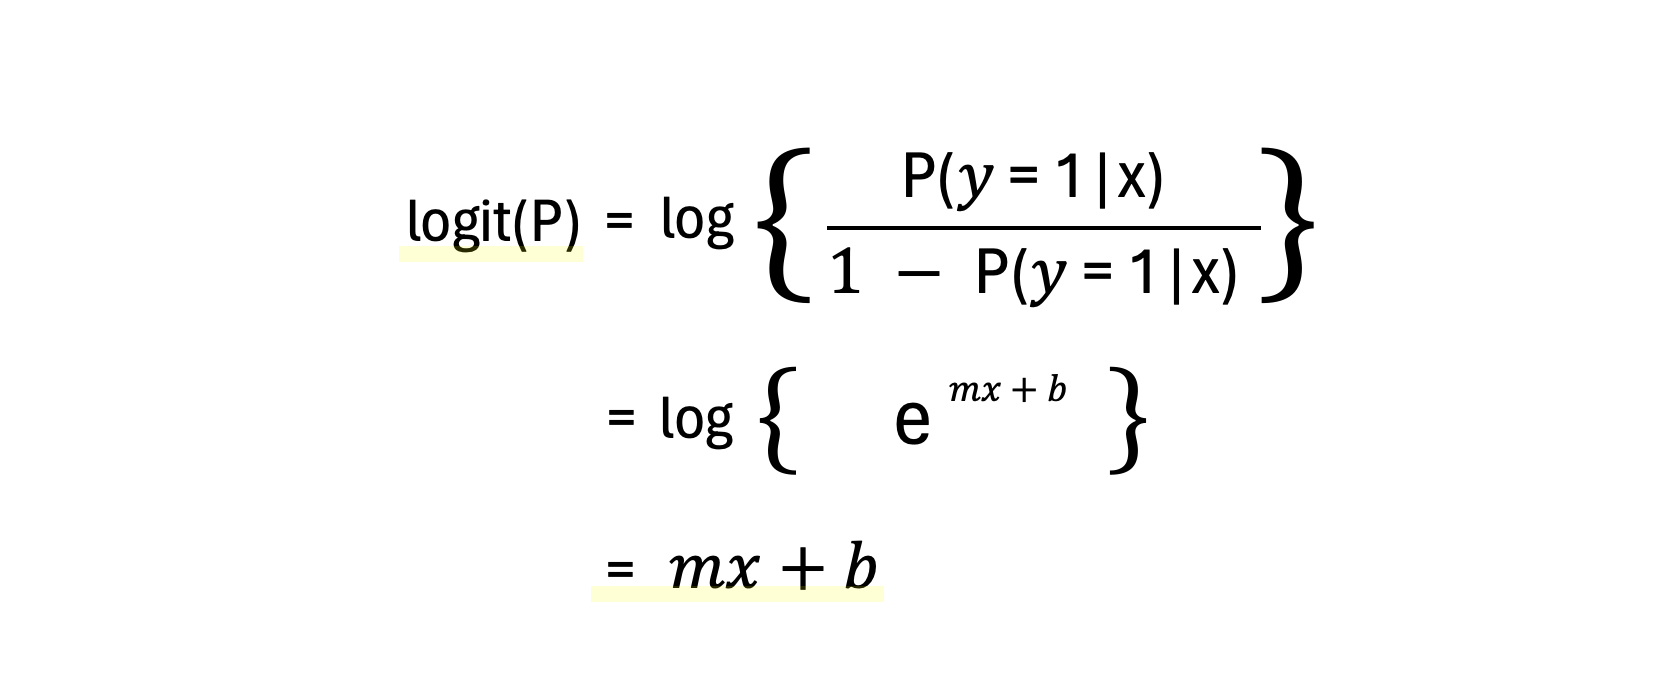 logit(P) = log { P(y = 1|x) / 1 − P(y = 1|x) }
= log { e^mx + b }
= mx + b